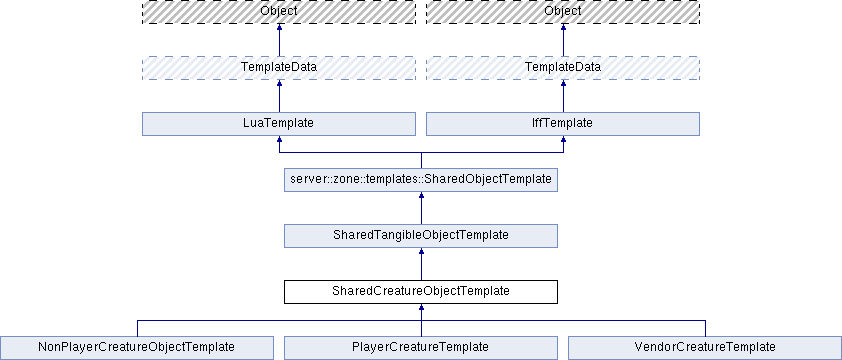 Object
Object
TemplateData
TemplateData
LuaTemplate
IffTemplate
server::zone::templates::SharedObjectTemplate
SharedTangibleObjectTemplate
SharedCreatureObjectTemplate
NonPlayerCreatureObjectTemplate
PlayerCreatureTemplate
VendorCreatureTemplate